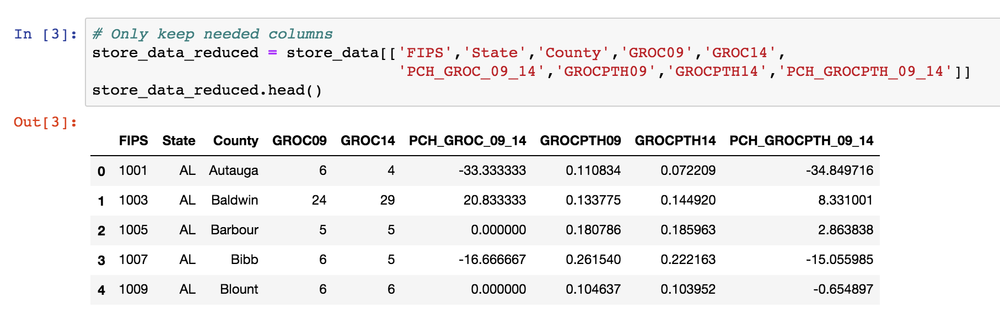 In [3]: # Only keep needed columns
store_data_reduced = store_data[['FIPS','State','County','GROC09','GROC14',
'PCH_GROC_09_14','GROCPTH09','GROCPTH14','PCH_GROCPTH_09_14']]
store_data_reduced.head()
Out[3]:
FIPS State County GROC09 GROC14 PCH_GROC_09_14 GROCPTH09 GROCPTH14 PCH_GROCPTH_09_14
0 1001 AL Autauga 6 4 -33.333333 0.110834 0.072209 -34.849716
1 1003 AL Baldwin 24 29 20.833333 0.133775 0.144920 8.331001
2 1005 AL Barbour 5 5 0.000000 0.180786 0.185963 2.863838
3 1007 AL Bibb 6 5 -16.666667 0.261540 0.222163 -15.055985
4 1009 AL Blount 6 6 0.000000 0.104637 0.103952 -0.654897